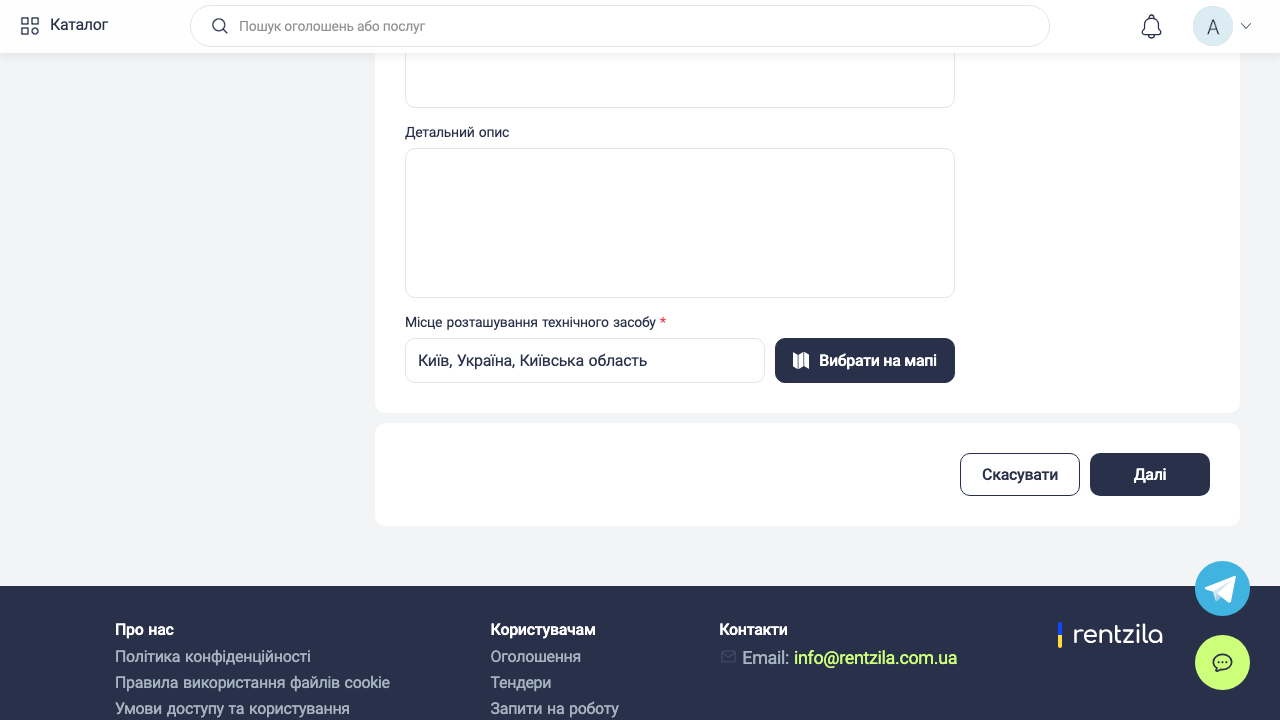 Каталог
Пошук оголошень або послуг
А
Детальний опис
Місце розташування технічного засобу *
Київ, Україна, Київська область
Вибрати на мапі
Скасувати
Далі
Про нас
Політика конфіденційності
Правила використання файлів cookie
Умови доступу та користування
Користувачам
Оголошення
Тендери
Запити на роботу
Контакти
Email: info@rentzila.com.ua
rentzila